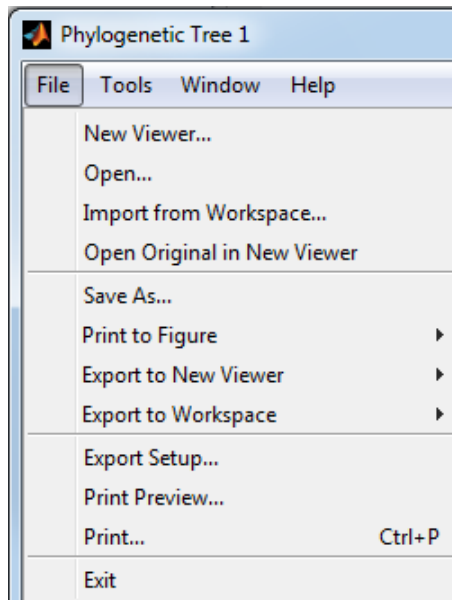 Phylogenetic Tree 1
File Tools Window Help
New Viewer...
Open...
Import from Workspace...
Open Original in New Viewer
Save As...
Print to Figure
Export to New Viewer
Export to Workspace
Export Setup...
Print Preview...
Print... Ctrl+P
Exit